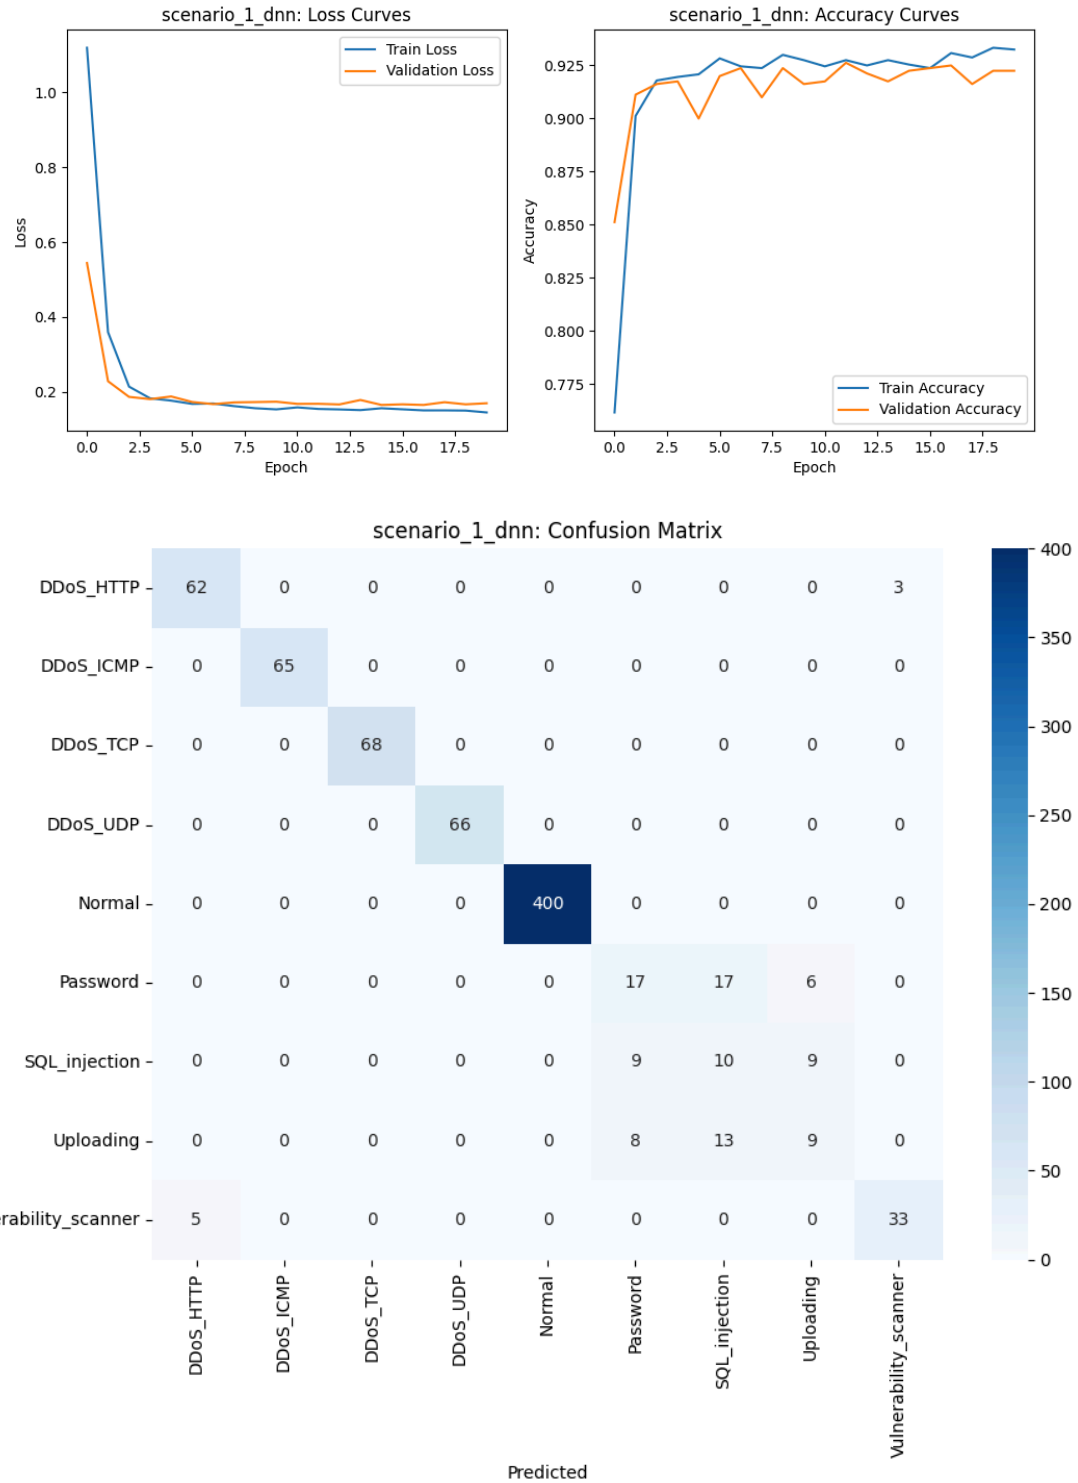 scenario_1_dnn: Loss Curves
Train Loss
Validation Loss
1.0
0.8
0.6
0.4
0.2
Loss
0.0 2.5 5.0 7.5 10.0 12.5 15.0 17.5
Epoch
scenario_1_dnn: Accuracy Curves
0.925
0.900
0.875
0.850
0.825
0.800
0.775
Accuracy
Train Accuracy
Validation Accuracy
0.0 2.5 5.0 7.5 10.0 12.5 15.0 17.5
Epoch
scenario_1_dnn: Confusion Matrix
DDoS_HTTP 62 0 0 0 0 0 0 0 3
DDoS_ICMP 0 65 0 0 0 0 0 0 0
DDoS_TCP 0 0 68 0 0 0 0 0 0
DDoS_UDP 0 0 0 66 0 0 0 0 0
Normal 0 0 0 0 400 0 0 0 0
Password 0 0 0 0 0 17 17 6 0
SQL_injection 0 0 0 0 0 9 10 9 0
Uploading 0 0 0 0 0 8 13 9 0
erability_scanner 5 0 0 0 0 0 0 0 33
DDoS_HTTP
DDoS_ICMP
DDoS_TCP
DDoS_UDP
Normal
Password
SQL_injection
Uploading
Vulnerability_scanner
Predicted
400
350
300
250
200
150
100
50
0